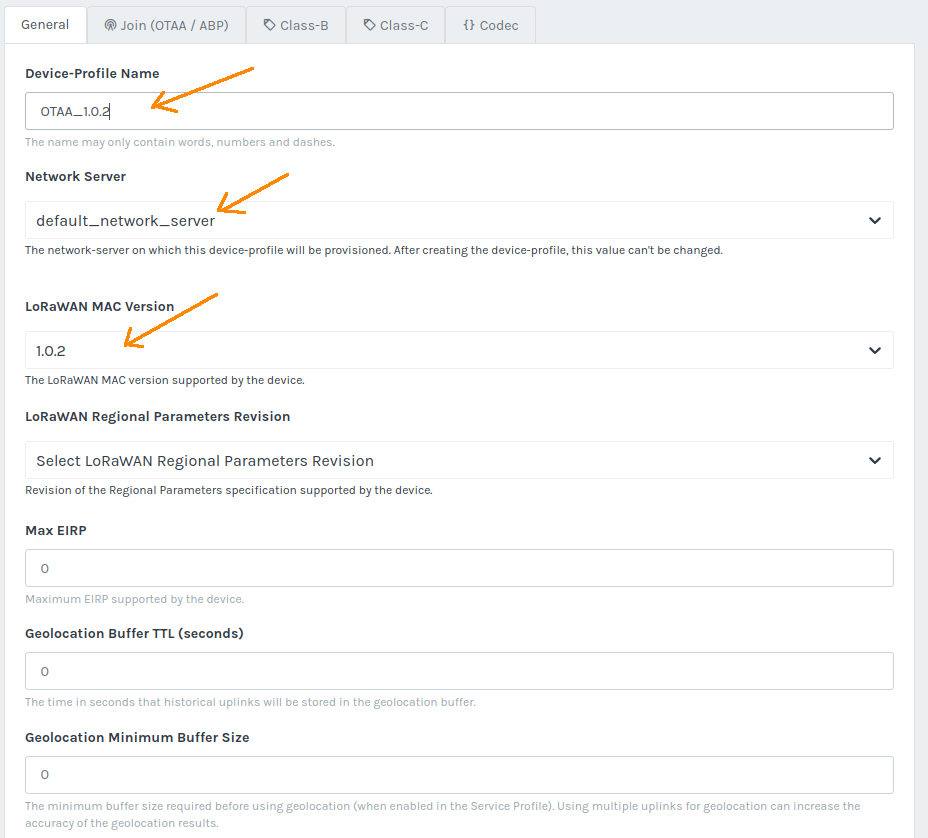 General
Join (OTAA / ABP)
Class-B
Class-C
{} Codec
Device-Profile Name
OTAA_1.0.2
The name may only contain words, numbers and dashes.
Network Server
default_network_server
The network-server on which this device-profile will be provisioned. After creating the device-profile, this value can't be changed.
LoRaWAN MAC Version
1.0.2
The LoRaWAN MAC version supported by the device.
LoRaWAN Regional Parameters Revision
Select LoRaWAN Regional Parameters Revision
Revision of the Regional Parameters specification supported by the device.
Max EIRP
0
Maximum EIRP supported by the device.
Geolocation Buffer TTL (seconds)
0
The time in seconds that historical uplinks will be stored in the geolocation buffer.
Geolocation Minimum Buffer Size
0
The minimum buffer size required before using geolocation (when enabled in the Service Profile). Using multiple uplinks for geolocation can increase the
accuracy of the geolocation results.